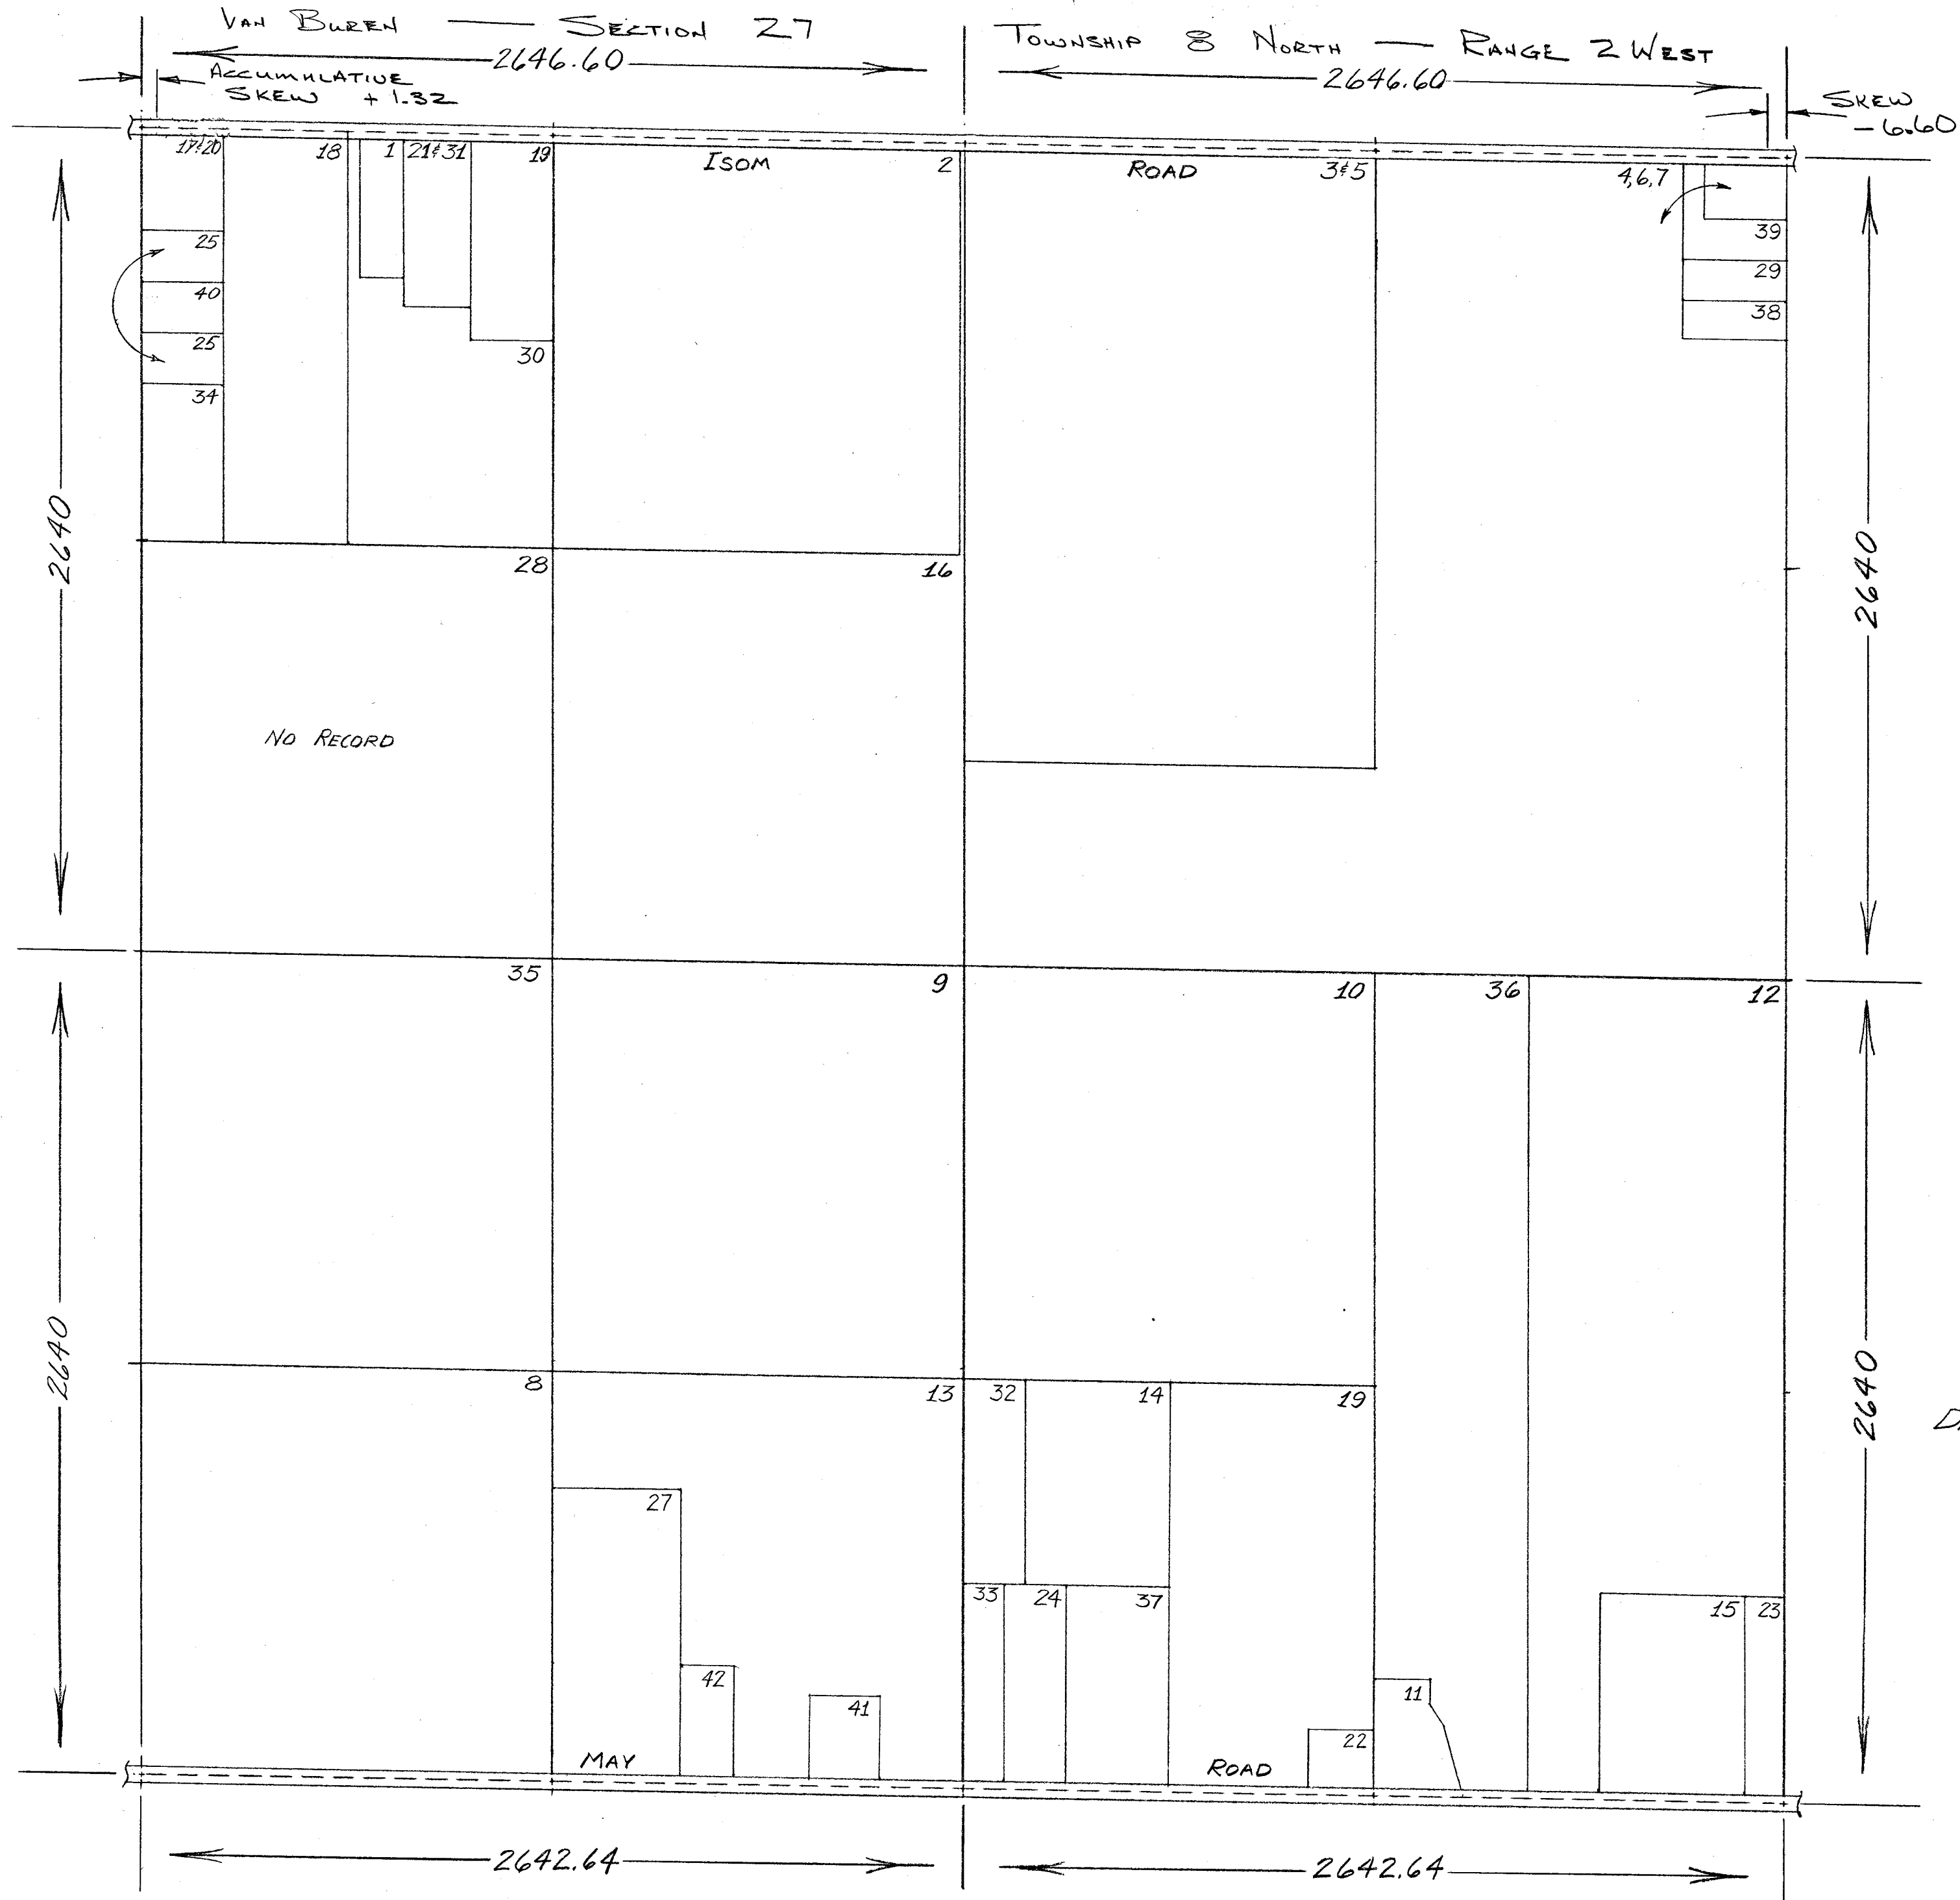 VAN BUREN — SECTION 27 TOWNSHIP 8 NORTH — RANGE 2 WEST
2646.60 2646.60
ACCUMULATIVE
SKEW + 1.32
SKEW
-6.60
17&20 18 1 21&31 19 ISOM 2 ROAD 3&5 4,6,7
25
39
40
29
38
25
30
34
28 16
2640 2640
NO RECORD
35 9 10 36 12
2640 2640
8 13 32 14 19
27
33 24 37 15 23
42 41 11
22
MAY ROAD
2642.64 2642.64